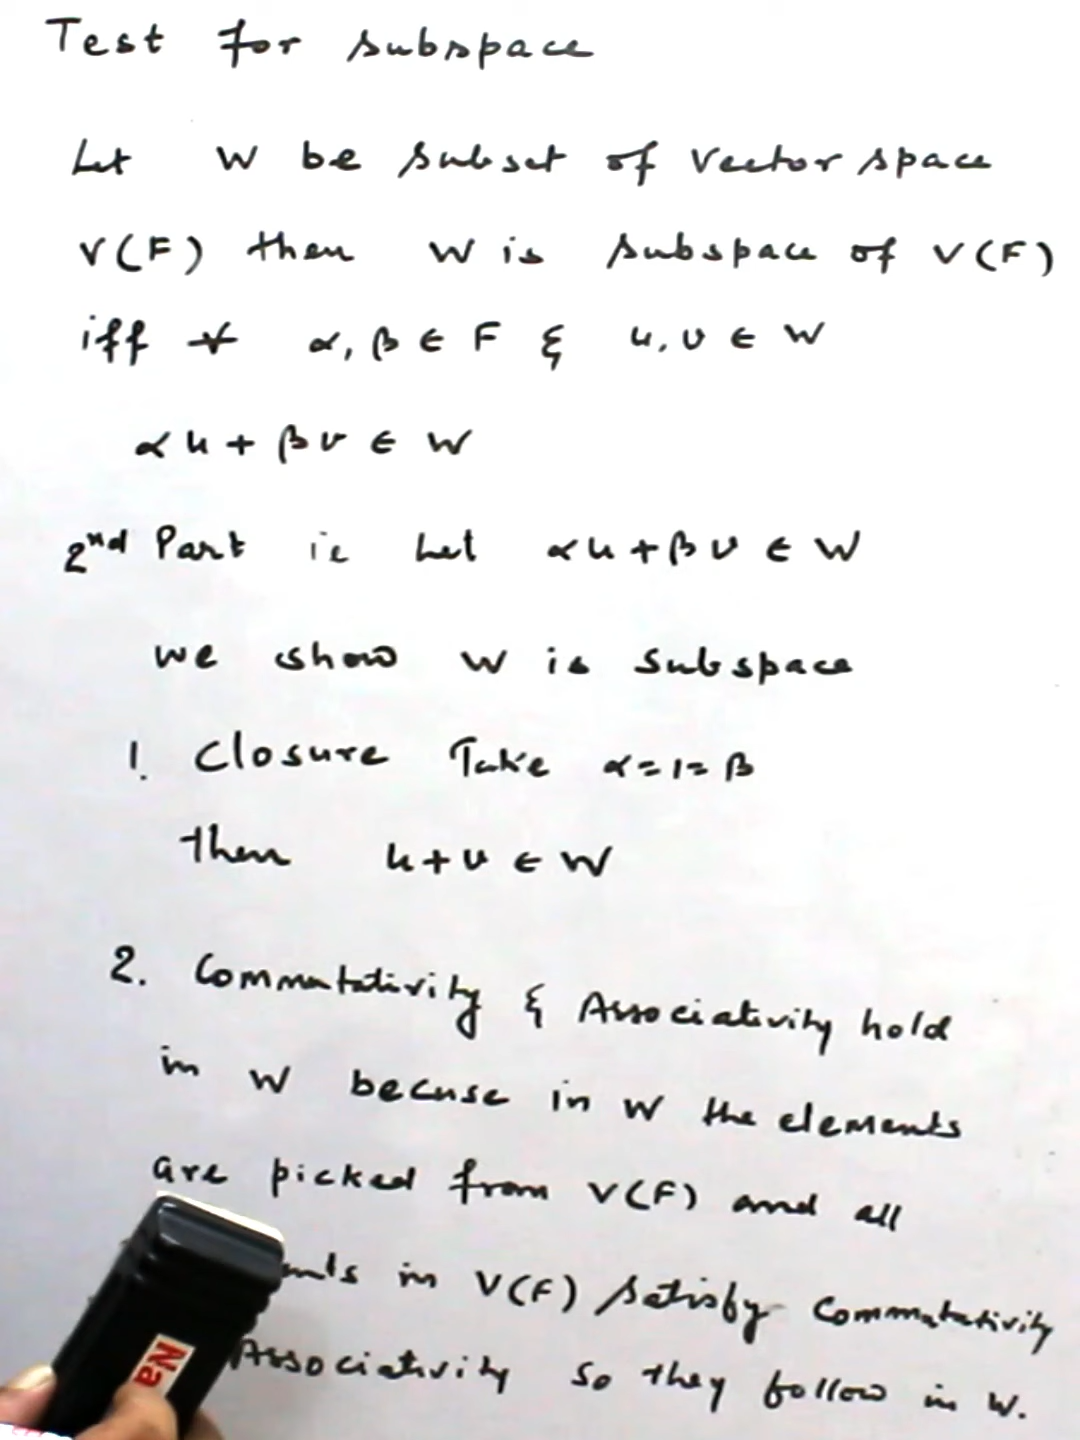 Test for subspace
Let W be subset of vector space
V(F) then W is subspace of V(F)
iff ∀ α, β ∈ F & u, v ∈ W
αu + βv ∈ W
2nd Part ie Let αu + βv ∈ W
we show W is subspace
1. Closure Take α = 1 = β
then u + v ∈ W
2. Commutativity & Associativity hold
in W becuse in W the elements
are picked from V(F) and all
in V(F) satisfy Commutativity
Associativity so they follow in W.
Na